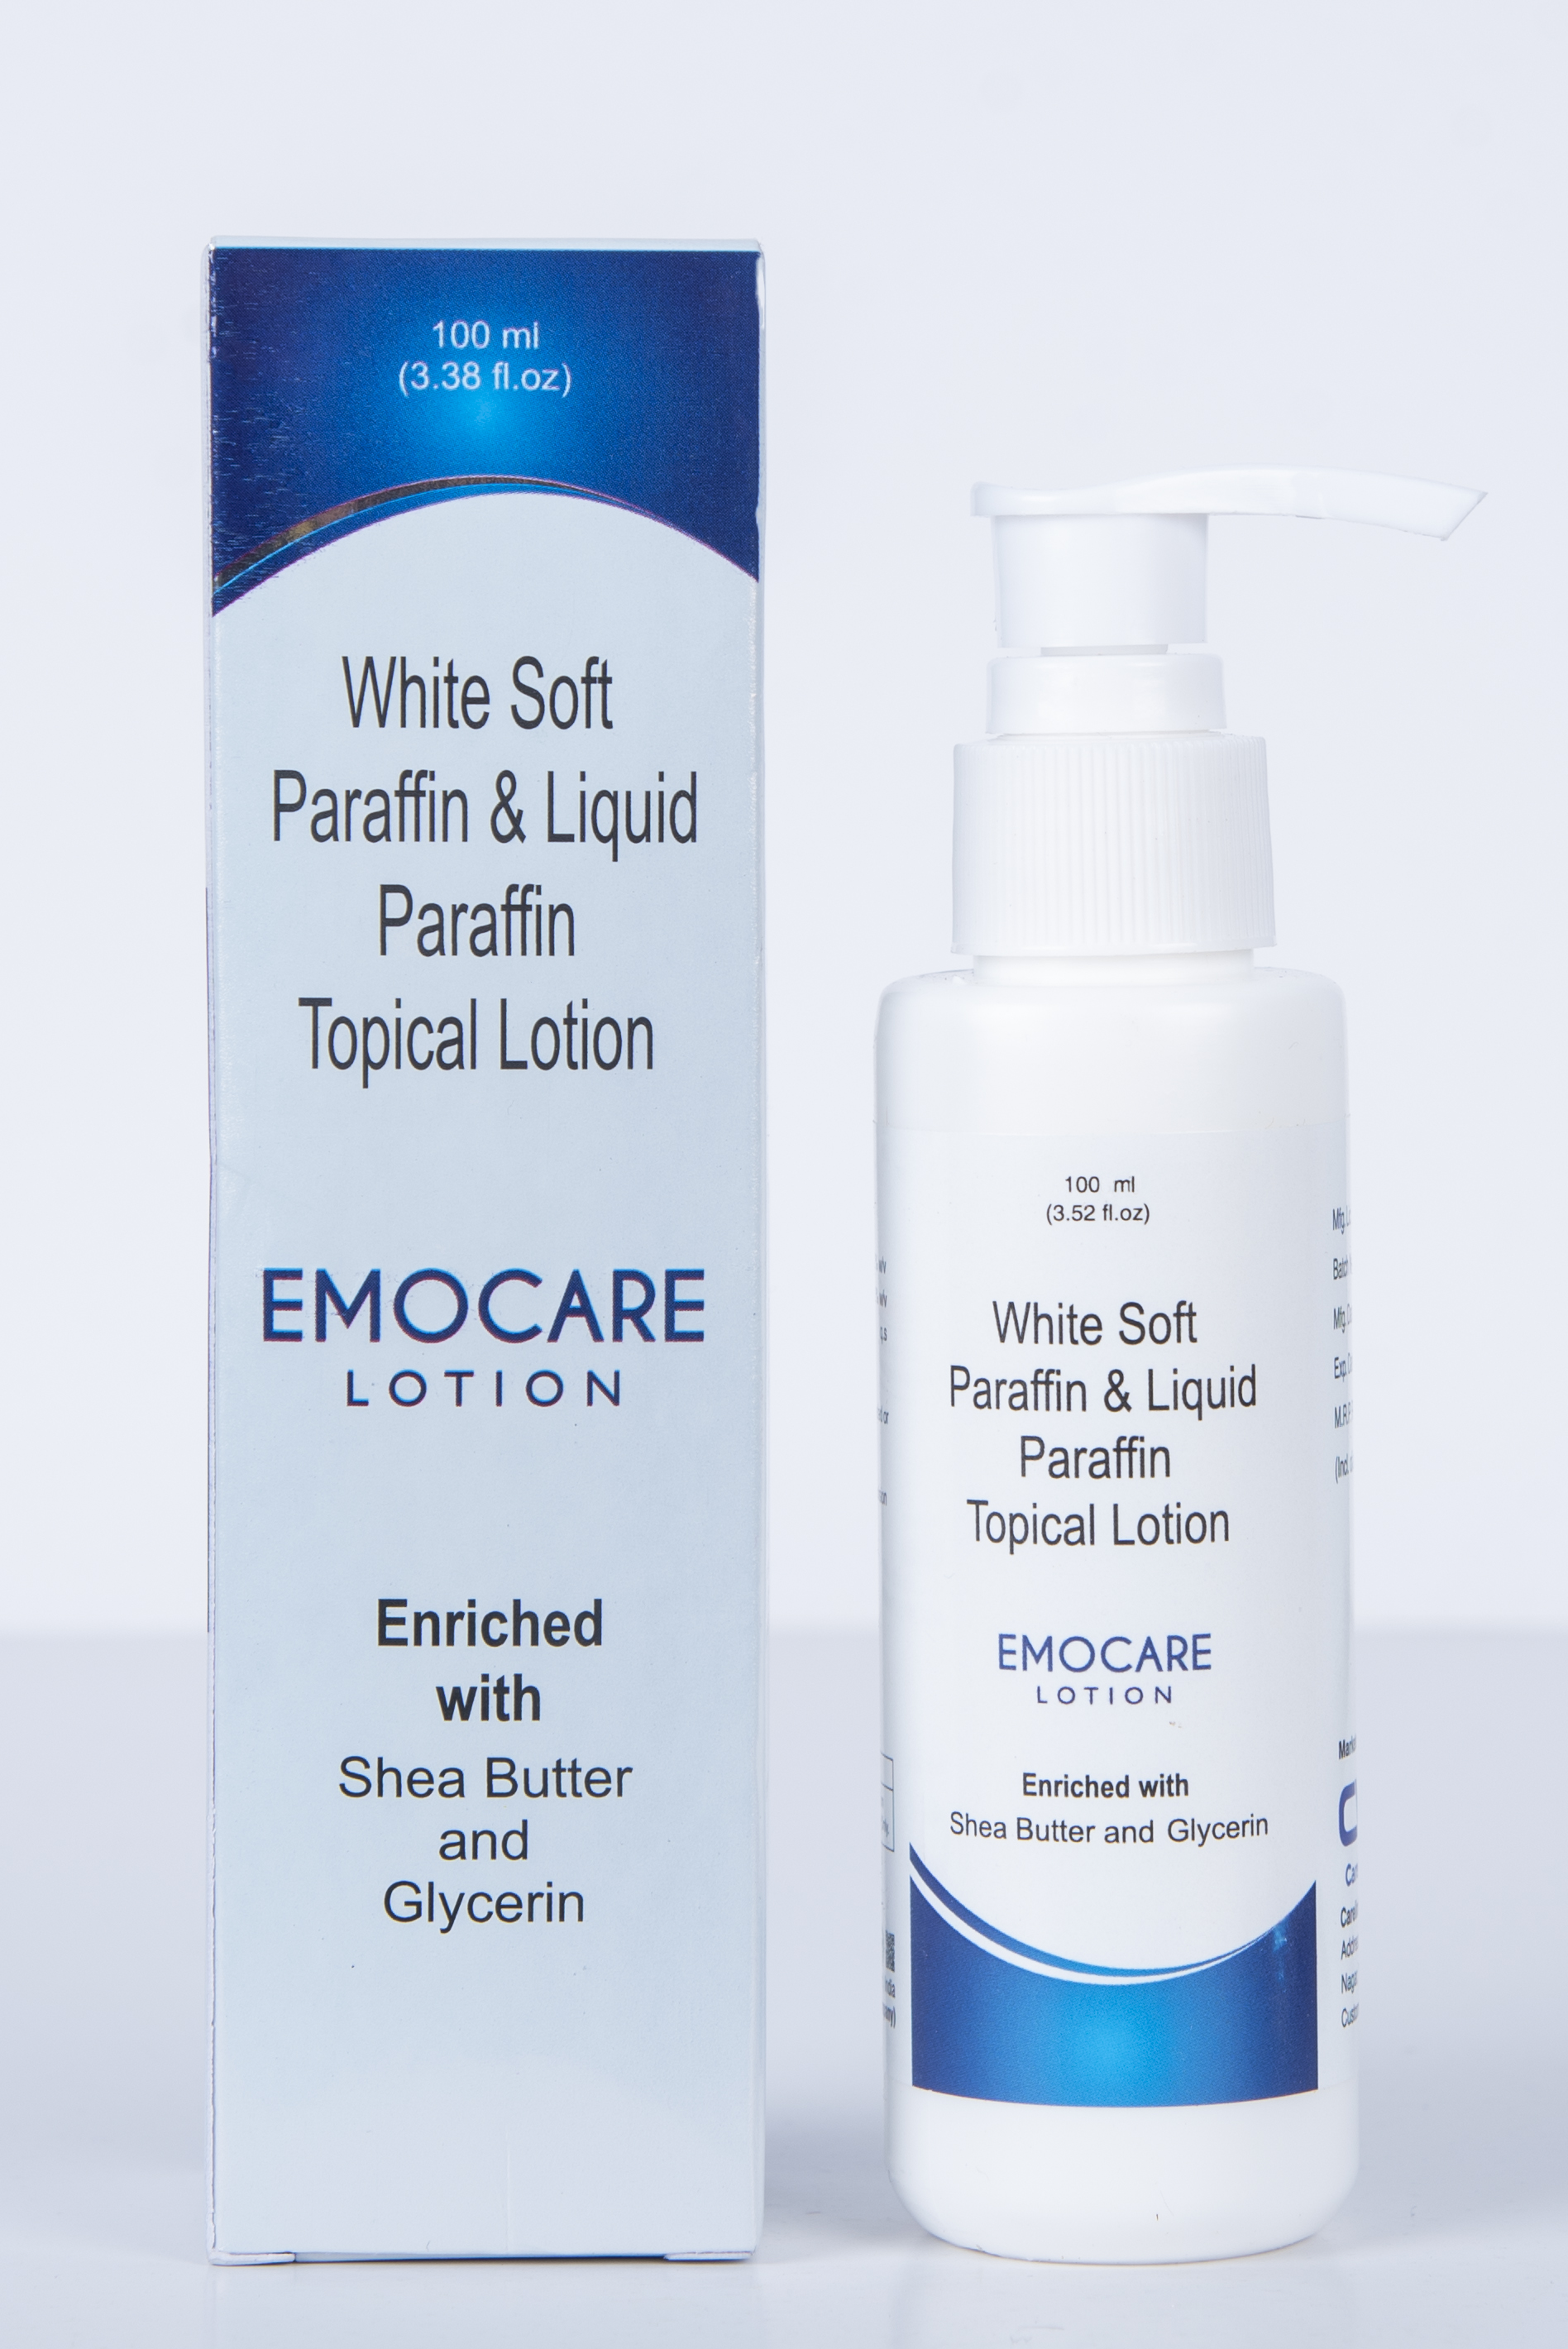 100 ml
(3.38 fl.oz)
White Soft
Paraffin & Liquid
Paraffin
Topical Lotion
EMOCARE
LOTION
Enriched
with
Shea Butter
and
Glycerin
100 ml
(3.52 fl.oz)
White Soft
Paraffin & Liquid
Paraffin
Topical Lotion
EMOCARE
LOTION
Enriched with
Shea Butter and Glycerin
w/v
w/v
q.s
Mfg.
Exp.